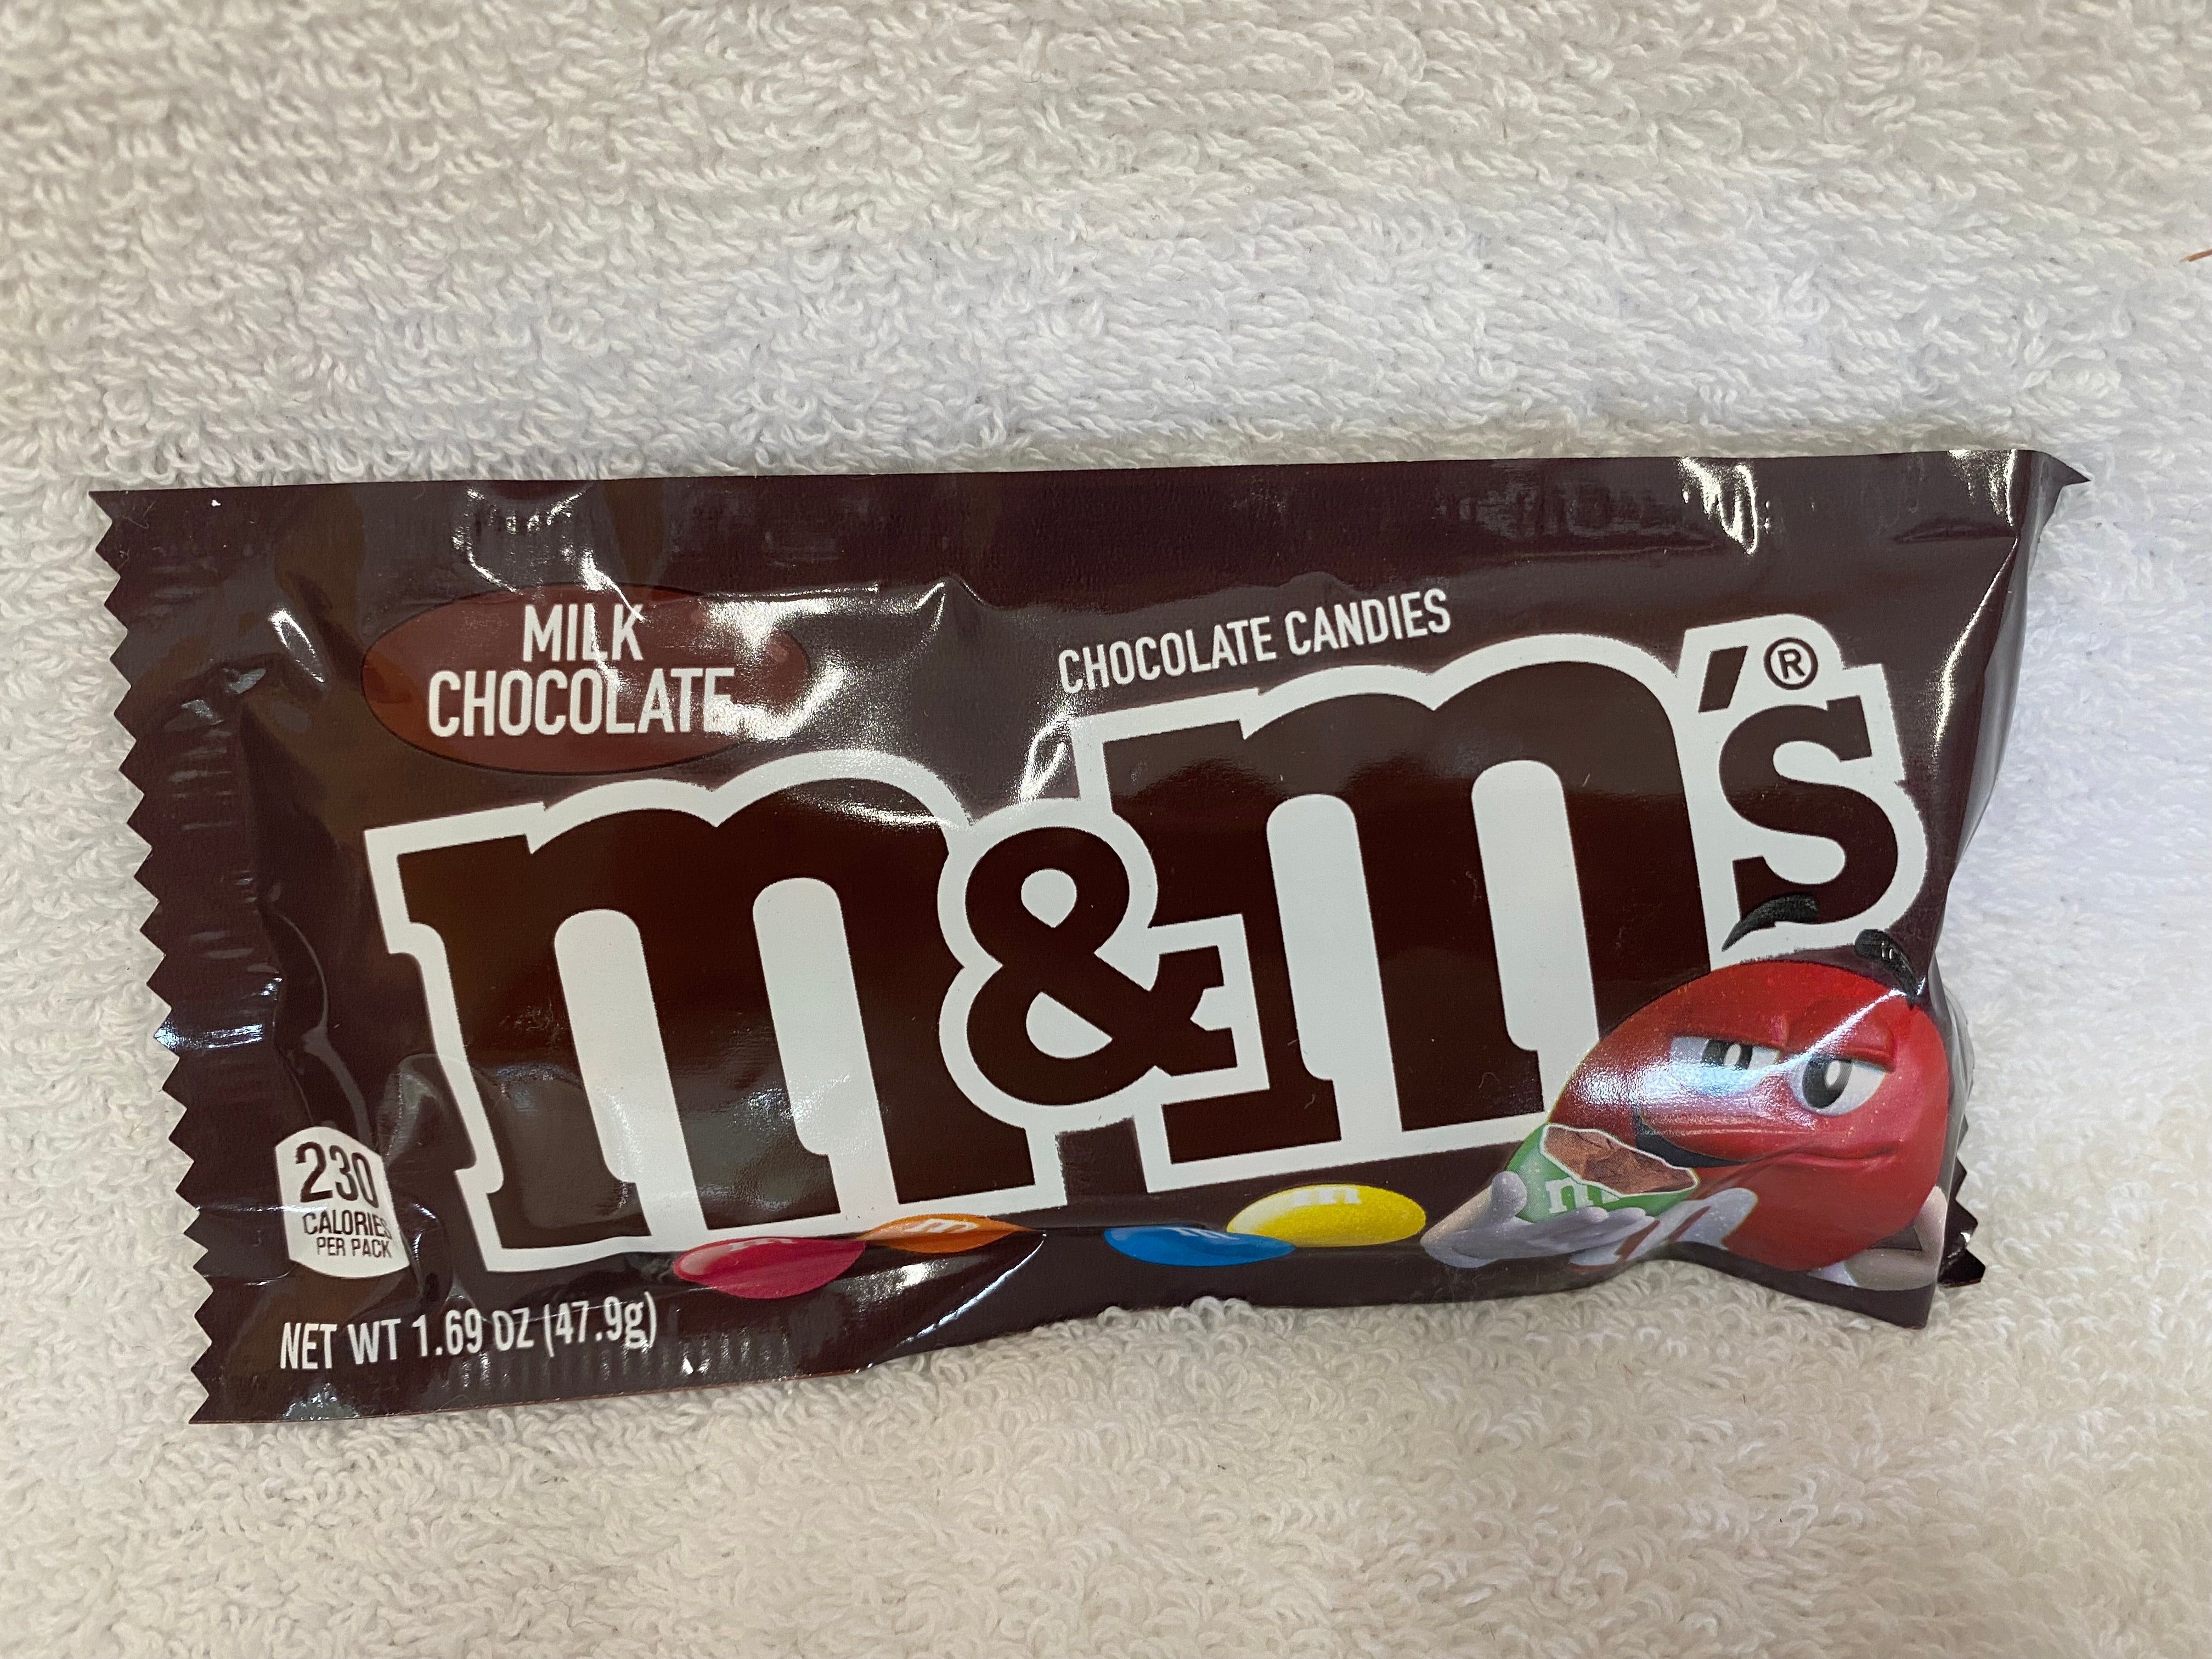 MILK
CHOCOLATE
CHOCOLATE CANDIES
m&m's®
230
CALORIES
PER PACK
m
m
m
m
m
m
NET WT 1.69 OZ (47.9g)